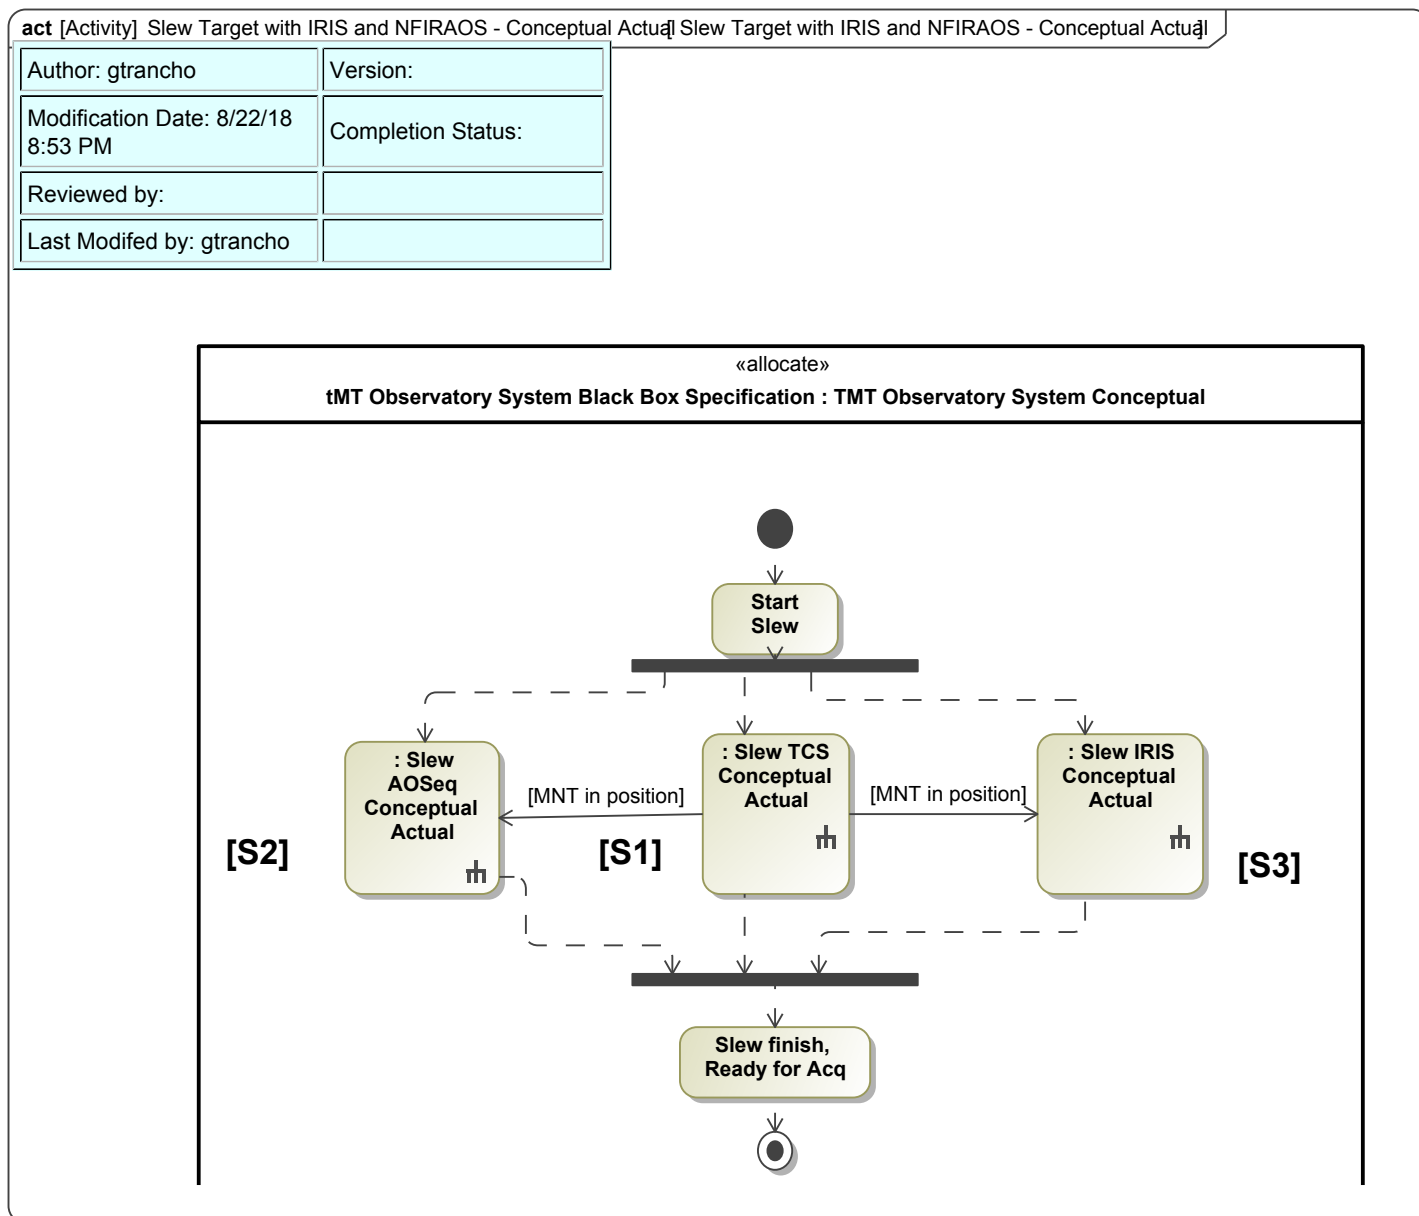 act [Activity] Slew Target with IRIS and NFIRAOS - Conceptual Actual[ Slew Target with IRIS and NFIRAOS - Conceptual Actual]
Author: gtrancho
Version:
Modification Date: 8/22/18
8:53 PM
Completion Status:
Reviewed by:
Last Modifed by: gtrancho
«allocate»
tMT Observatory System Black Box Specification : TMT Observatory System Conceptual
Start
Slew
: Slew
AOSeq
Conceptual
Actual
[MNT in position]
: Slew TCS
Conceptual
Actual
[MNT in position]
: Slew IRIS
Conceptual
Actual
[S2]
[S1]
[S3]
Slew finish,
Ready for Acq